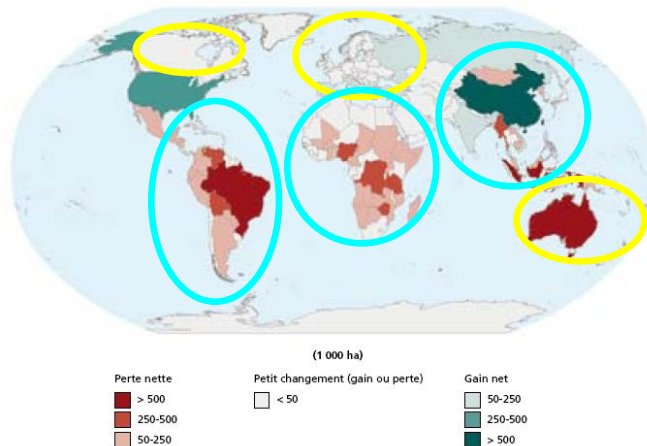 (1 000 ha)
Perte nette
> 500
250-500
50-250
Petit changement (gain ou perte)
< 50
Gain net
50-250
250-500
> 500